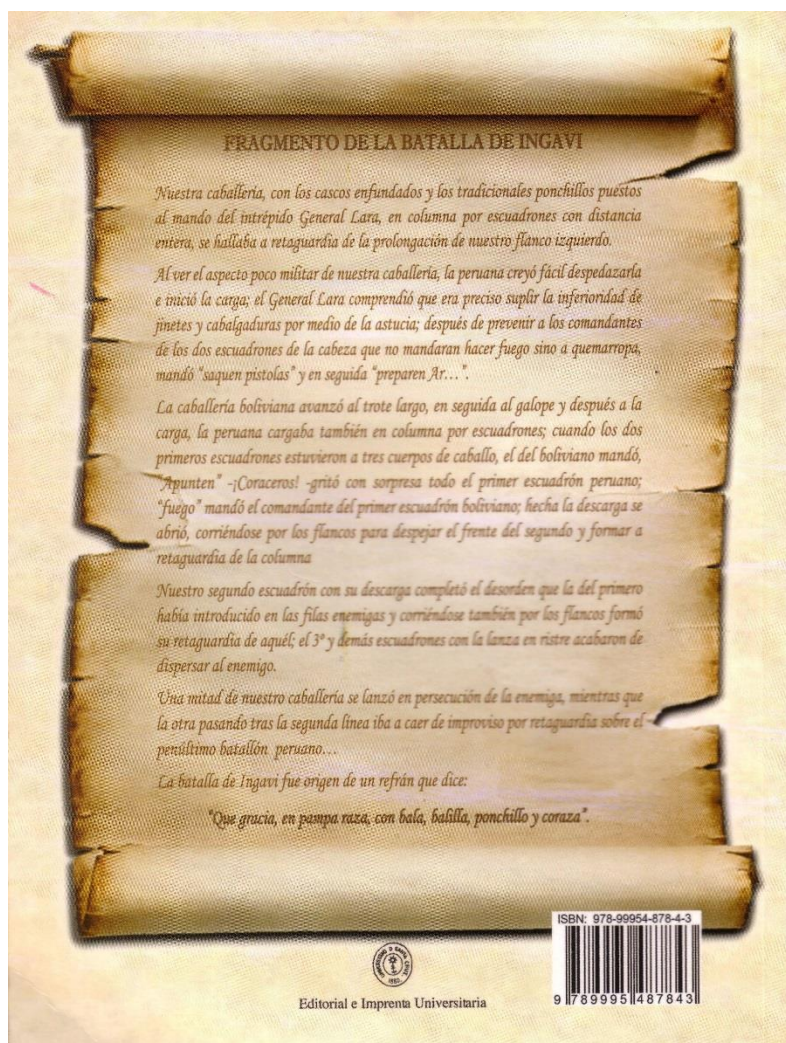 FRAGMENTO DE LA BATALLA DE INGAVI
Nuestra caballería, con los cascos enfundados y los tradicionales ponchillos puestos
al mando del intrépido General Lara, en columna por escuadrones con distancia
entera, se hallaba a retaguardia de la prolongación de nuestro flanco izquierdo.
Al ver el aspecto poco militar de nuestra caballería, la peruana creyó fácil despedazarla
e inició la carga; el General Lara comprendió que era preciso suplir la inferioridad de
jinetes y cabalgaduras por medio de la astucia; después de prevenir a los comandantes
de los dos escuadrones de la cabeza que no mandaran hacer fuego sino a quemarropa,
mandó “saquen pistolas” y en seguida “preparen Ar…”.
La caballería boliviana avanzó al trote largo, en seguida al galope y después a la
carga, la peruana cargaba también en columna por escuadrones; cuando los dos
primeros escuadrones estuvieron a tres cuerpos de caballo, el del boliviano mandó,
“Apunten” -¡Coraceros! -gritó con sorpresa todo el primer escuadrón peruano;
“fuego” mandó el comandante del primer escuadrón boliviano; hecha la descarga se
abrió, corriéndose por los flancos para despejar el frente del segundo y formar a
retaguardia de la columna
Nuestro segundo escuadrón con su descarga completó el desorden que la del primero
había introducido en las filas enemigas y corriéndose también por los flancos formó
su retaguardia de aquél; el 3º y demás escuadrones con la lanza en ristre acabaron de
dispersar al enemigo.
Una mitad de nuestro caballería se lanzó en persecución de la enemiga, mientras que
la otra pasando tras la segunda línea iba a caer de improviso por retaguardia sobre el
penúltimo batallón peruano…
La batalla de Ingavi fue origen de un refrán que dice:
“Que gracia, en pampa raza, con bala, balilla, ponchillo y coraza”.
ISBN: 978-99954-878-4-3
9 789995 487843
Editorial e Imprenta Universitaria